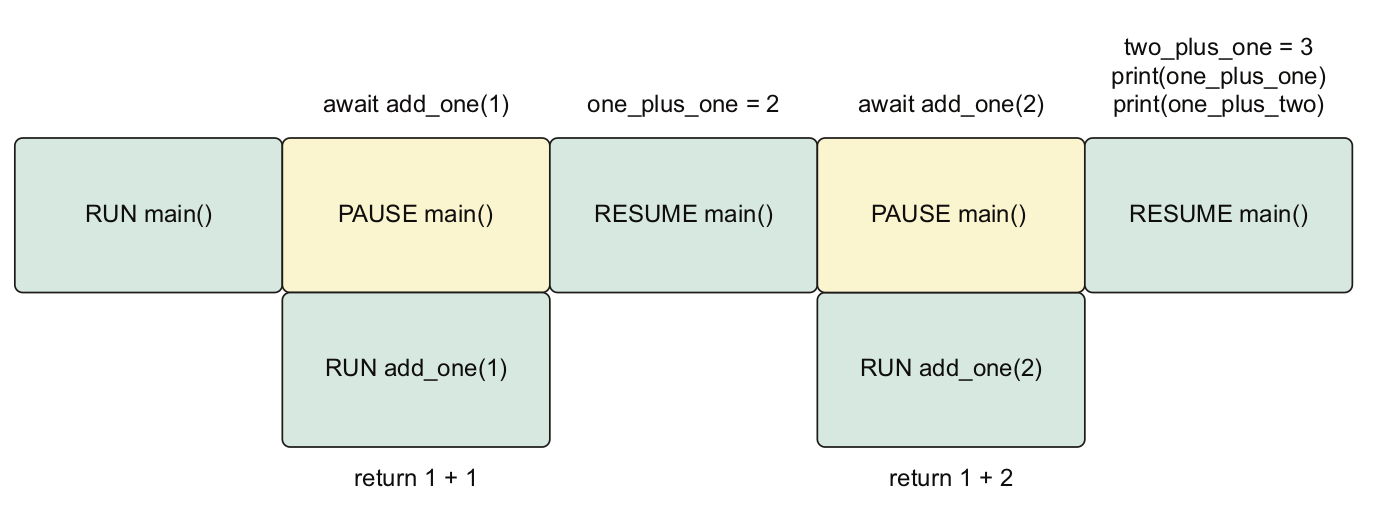 two_plus_one = 3
print(one_plus_one)
print(one_plus_two)
await add_one(1)
one_plus_one = 2
await add_one(2)
RUN main()
PAUSE main()
RESUME main()
PAUSE main()
RESUME main()
RUN add_one(1)
RUN add_one(2)
return 1 + 1
return 1 + 2